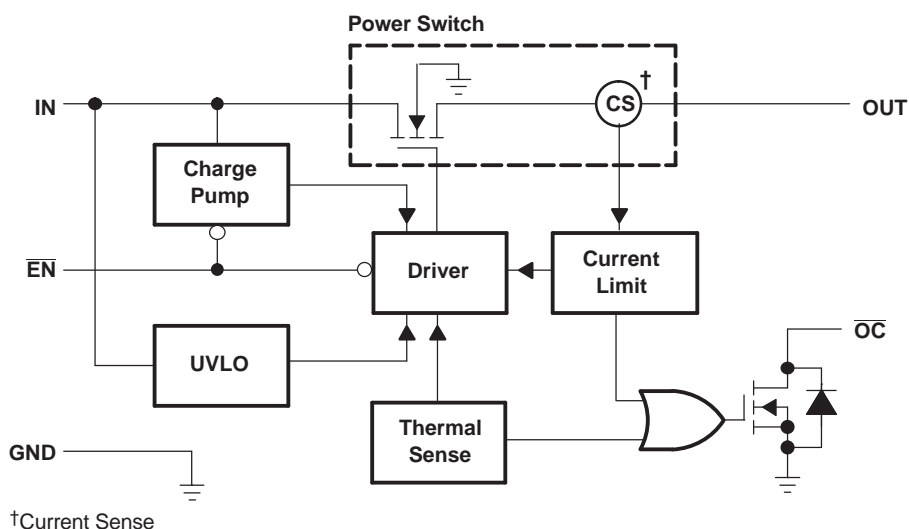 Power Switch
†
IN
CS
OUT
Charge
Pump
EN
Driver
Current
Limit
OC
UVLO
Thermal
Sense
GND
†Current Sense